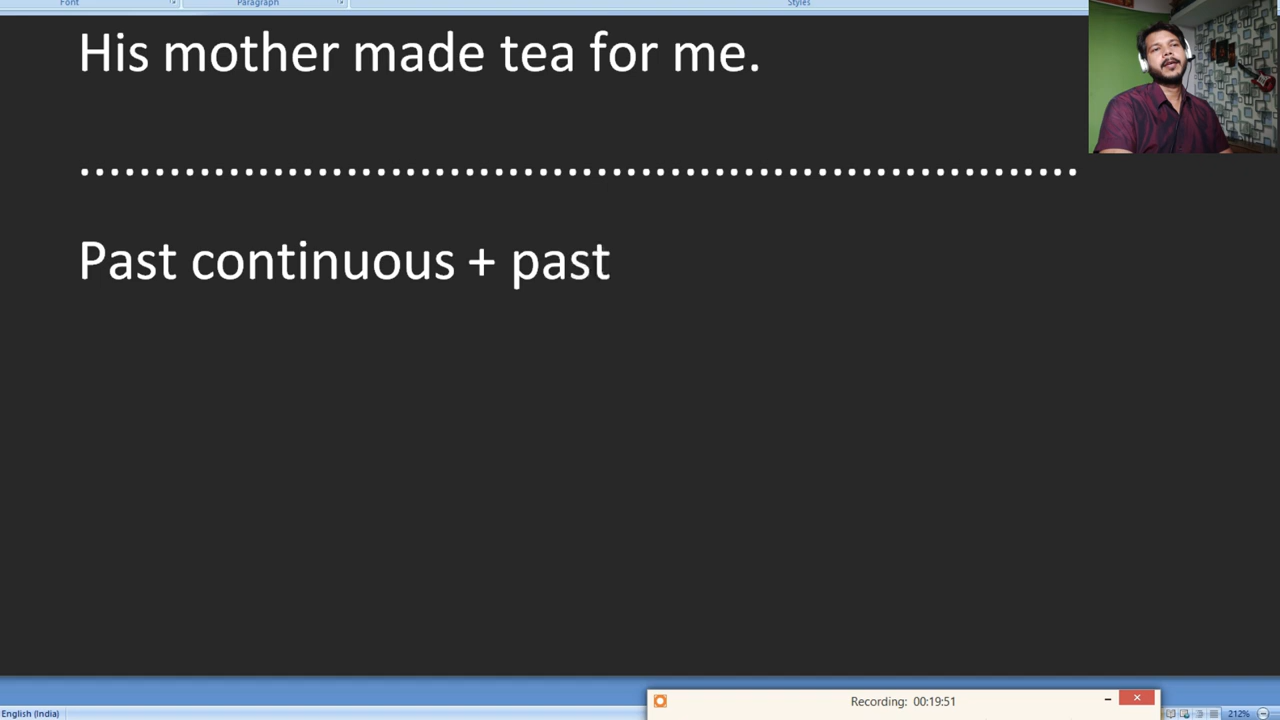 Font Paragraph Styles
His mother made tea for me.
....................................................................
Past continuous + past
Recording: 00:19:51
English (India) 212%